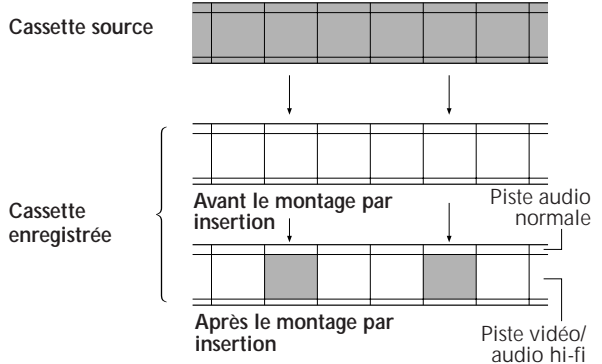 Cassette source
Cassette
enregistrée
Avant le montage par
insertion
Piste audio
normale
Après le montage par
insertion
Piste vidéo/
audio hi-fi